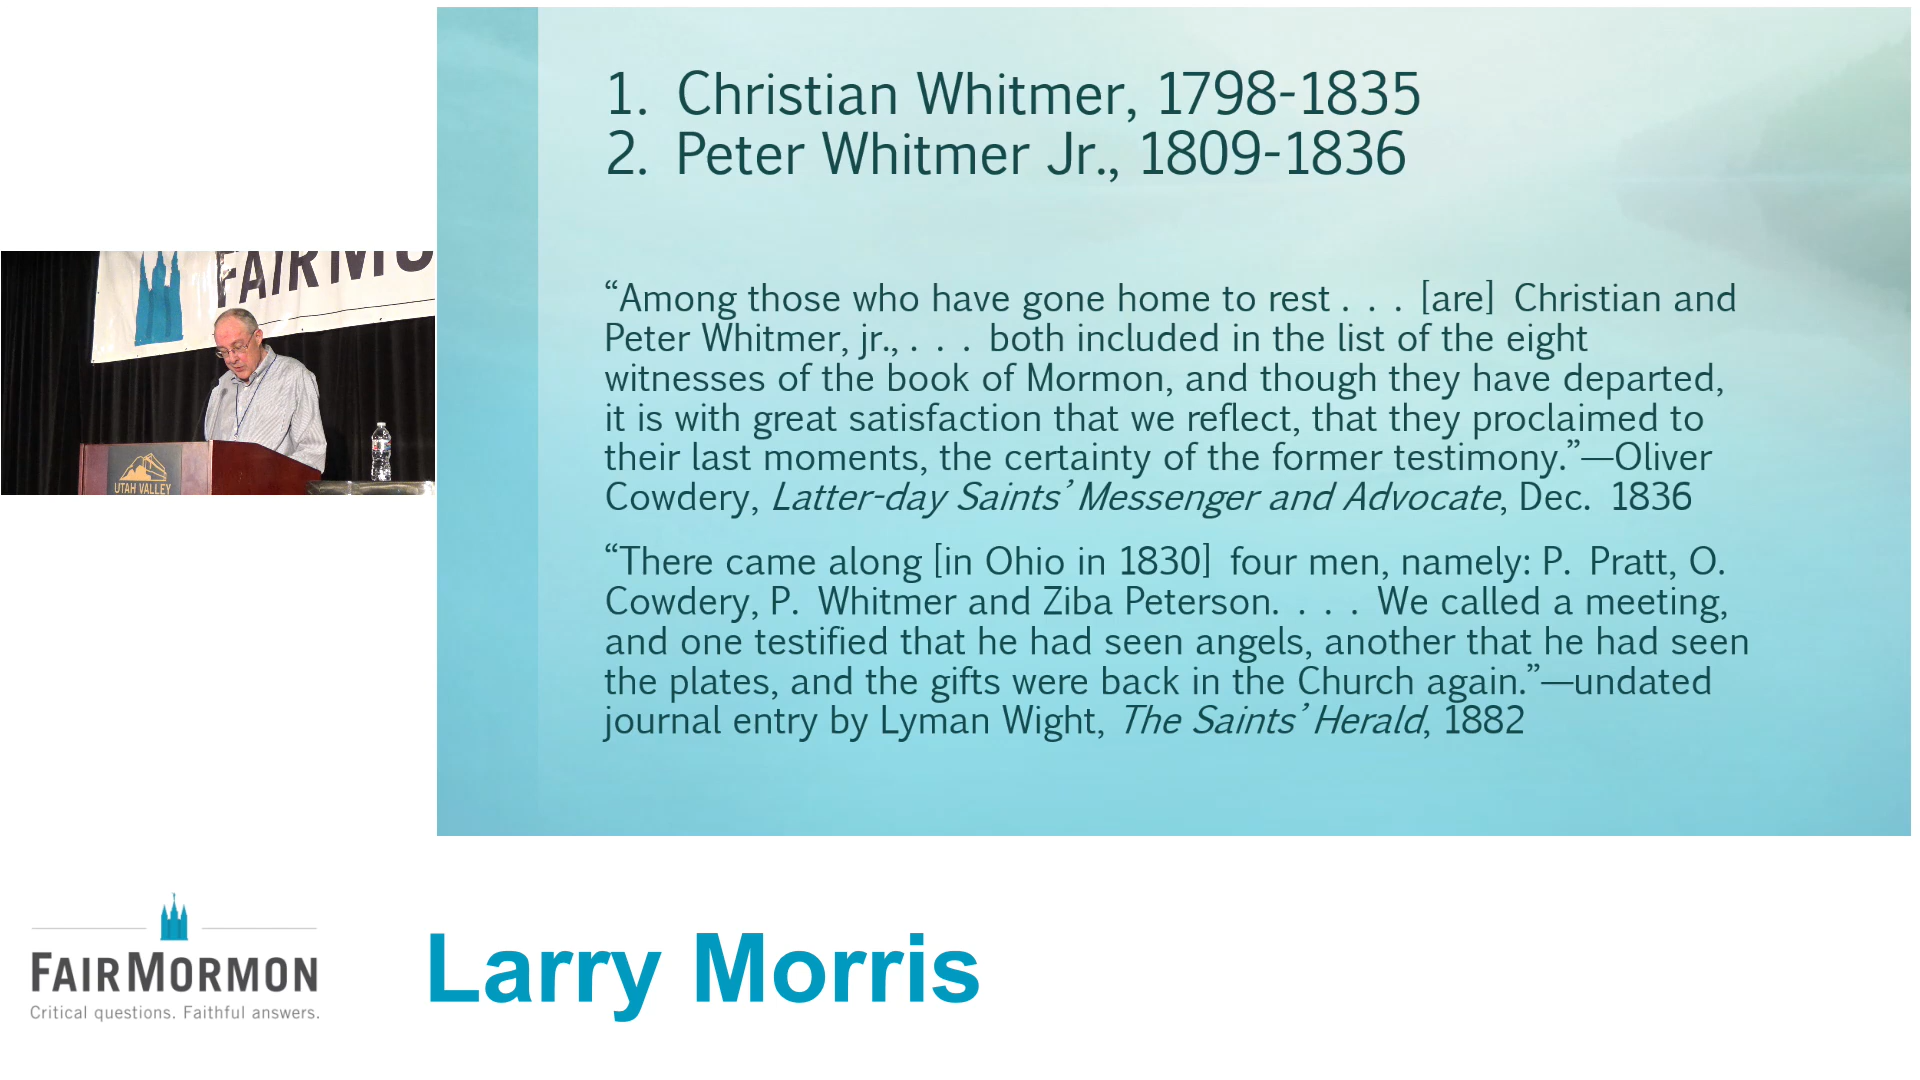 1. Christian Whitmer, 1798-1835
2. Peter Whitmer Jr., 1809-1836
“Among those who have gone home to rest . . . [are] Christian and
Peter Whitmer, jr., . . . both included in the list of the eight
witnesses of the book of Mormon, and though they have departed,
it is with great satisfaction that we reflect, that they proclaimed to
their last moments, the certainty of the former testimony.”—Oliver
Cowdery, Latter-day Saints’ Messenger and Advocate, Dec. 1836
“There came along [in Ohio in 1830] four men, namely: P. Pratt, O.
Cowdery, P. Whitmer and Ziba Peterson. . . . We called a meeting,
and one testified that he had seen angels, another that he had seen
the plates, and the gifts were back in the Church again.”—undated
journal entry by Lyman Wight, The Saints’ Herald, 1882
FAIRMO
UTAH VALLEY
FAIRMORMON
Critical questions. Faithful answers.
Larry Morris